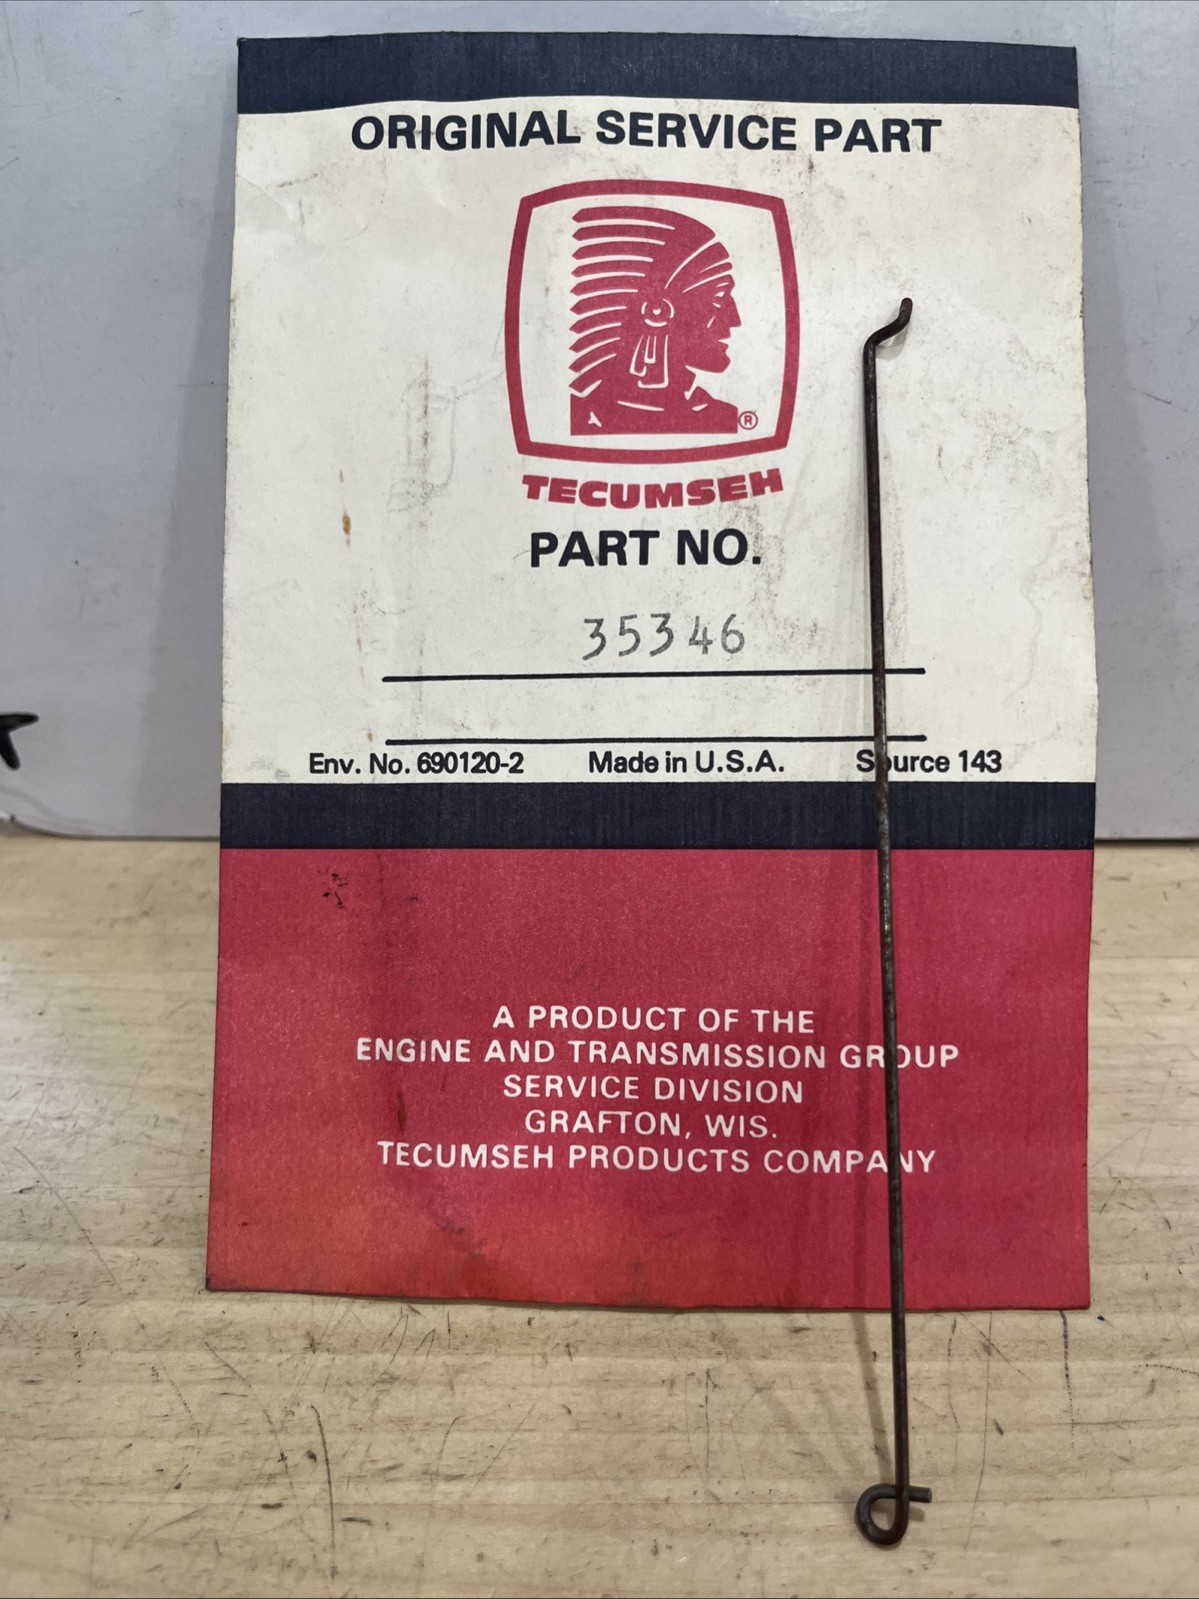 ORIGINAL SERVICE PART
®
TECUMSEH
PART NO.
35346
Env. No. 690120-2 Made in U.S.A. Source 143
A PRODUCT OF THE
ENGINE AND TRANSMISSION GROUP
SERVICE DIVISION
GRAFTON, WIS.
TECUMSEH PRODUCTS COMPANY